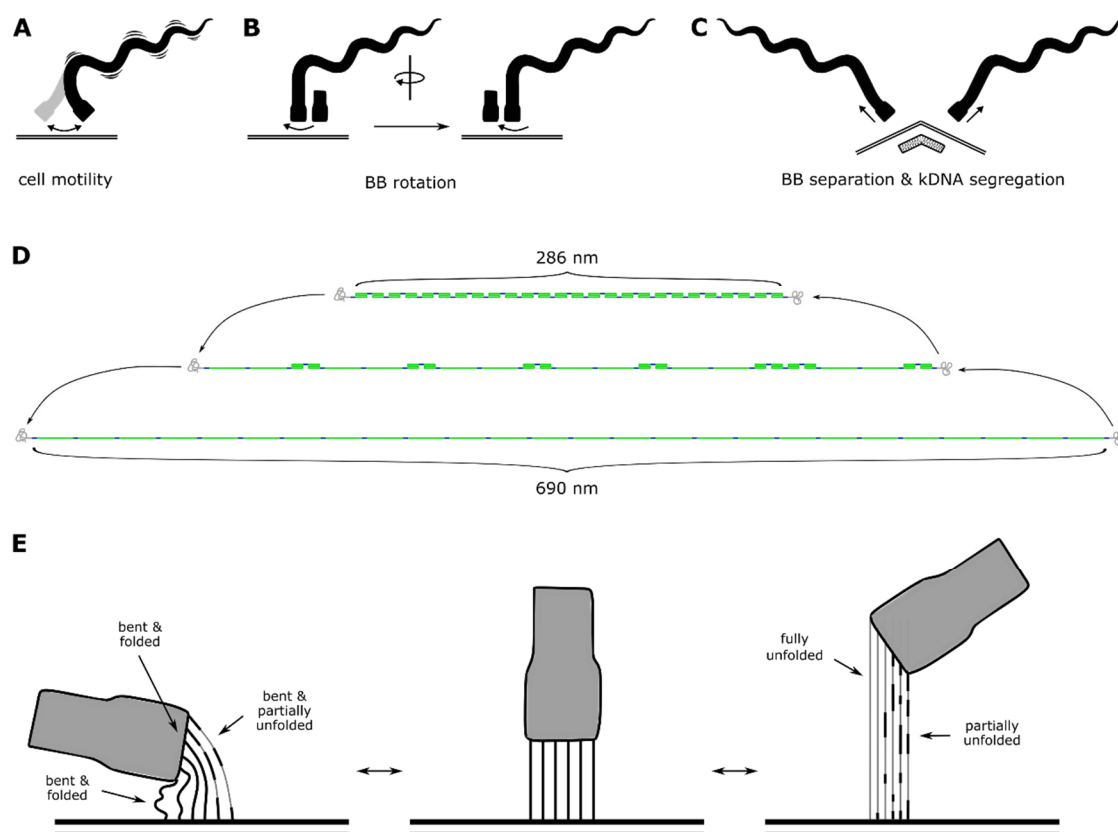 A
B
C
cell motility
BB rotation
BB separation & kDNA segregation
D
286 nm
690 nm
E
bent &
folded
bent &
partially
unfolded
bent &
folded
fully
unfolded
partially
unfolded